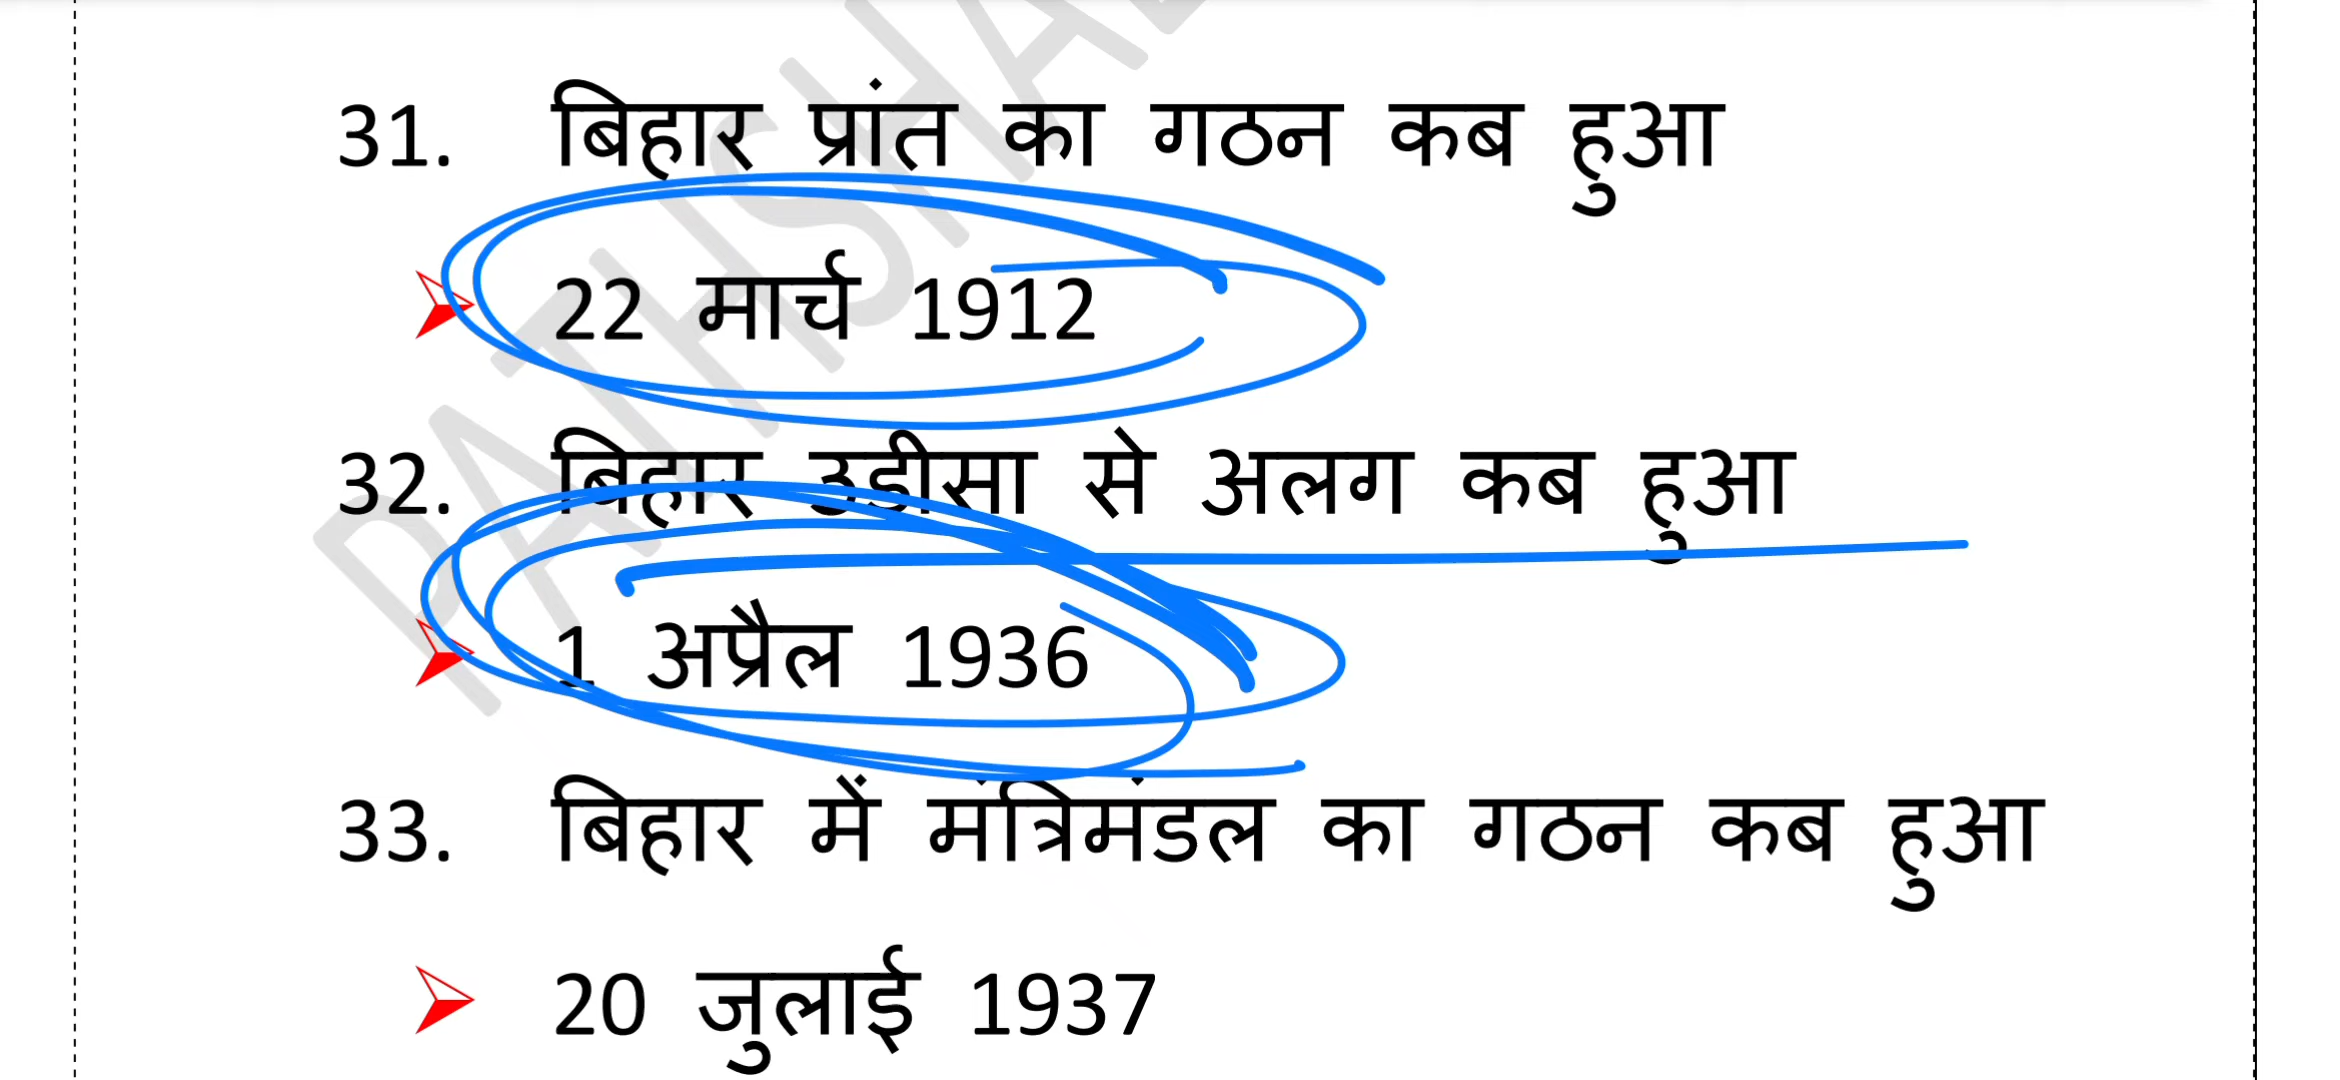 31. बिहार प्रांत का गठन कब हुआ
22 मार्च 1912
32. बिहार उडीसा से अलग कब हुआ
1 अप्रैल 1936
33. बिहार में मंत्रिमंडल का गठन कब हुआ
20 जुलाई 1937